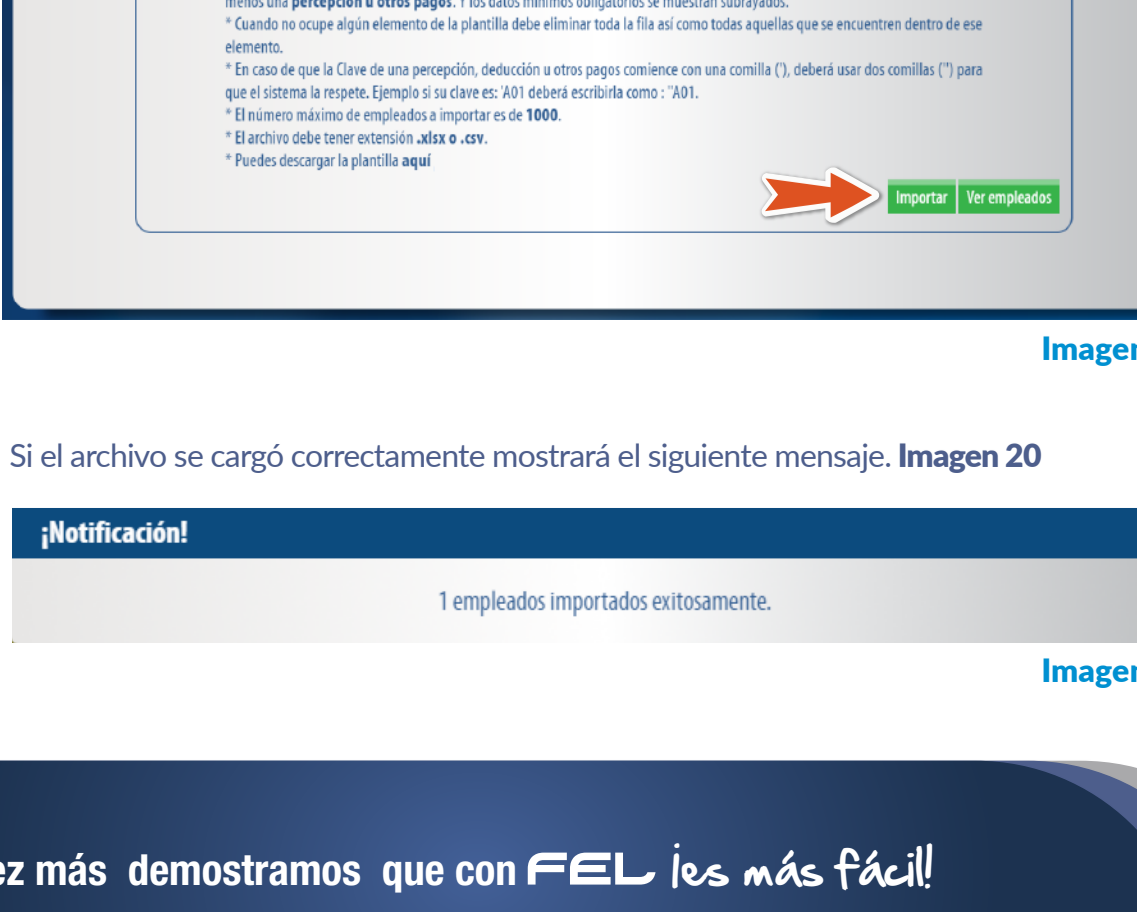 menos una percepción u otros pagos. Y los datos mínimos obligatorios se muestran subrayados.
* Cuando no ocupe algún elemento de la plantilla debe eliminar toda la fila así como todas aquellas que se encuentren dentro de ese
elemento.
* En caso de que la Clave de una percepción, deducción u otros pagos comience con una comilla ('), deberá usar dos comillas ('') para
que el sistema la respete. Ejemplo si su clave es: 'A01 deberá escribirla como : ''A01.
* El número máximo de empleados a importar es de 1000.
* El archivo debe tener extensión .xlsx o .csv.
* Puedes descargar la plantilla aquí
Importar Ver empleados
Imagen
Si el archivo se cargó correctamente mostrará el siguiente mensaje. Imagen 20
¡Notificación!
1 empleados importados exitosamente.
Imagen
ez más demostramos que con FEL ¡es más fácil!